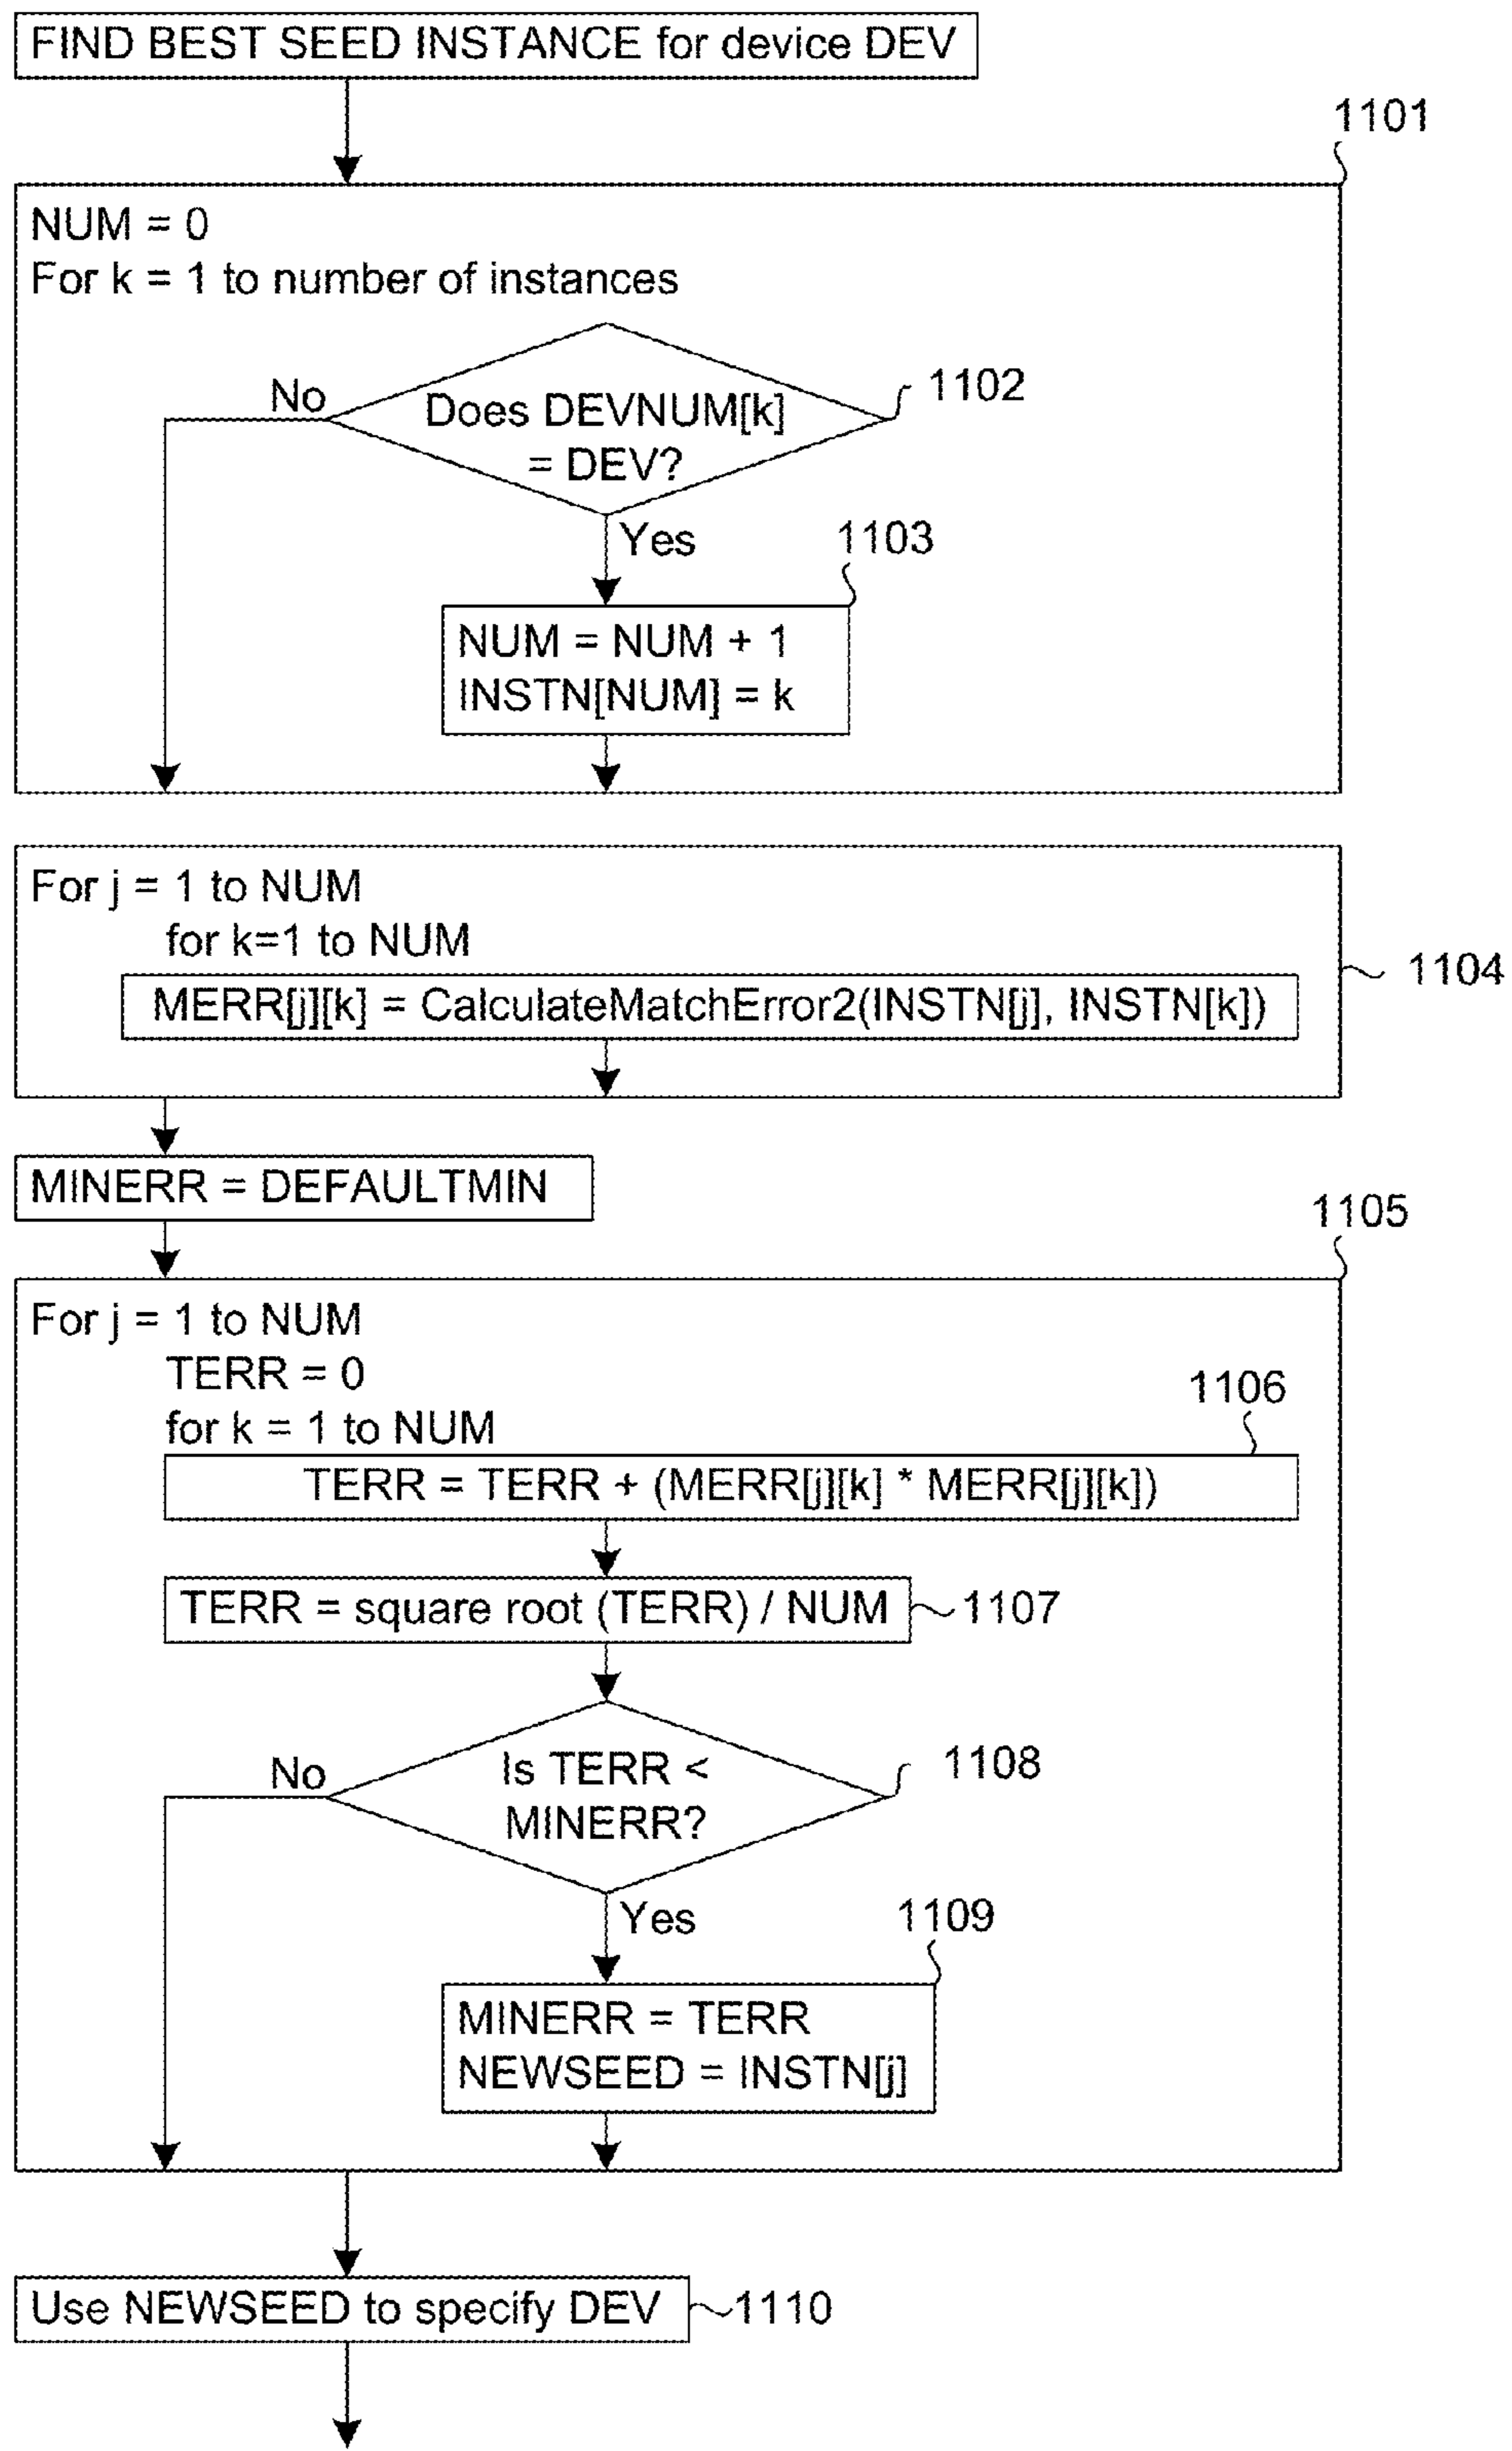 FIND BEST SEED INSTANCE for device DEV
1101
NUM = 0
For k = 1 to number of instances
No
Does DEVNUM[k]
= DEV?
1102
Yes
1103
NUM = NUM + 1
INSTN[NUM] = k
For j = 1 to NUM
for k=1 to NUM
MERR[j][k] = CalculateMatchError2(INSTN[j], INSTN[k])
1104
MINERR = DEFAULTMIN
1105
For j = 1 to NUM
TERR = 0
for k = 1 to NUM
1106
TERR = TERR + (MERR[j][k] * MERR[j][k])
TERR = square root (TERR) / NUM
1107
No
Is TERR <
MINERR?
1108
Yes
1109
MINERR = TERR
NEWSEED = INSTN[j]
Use NEWSEED to specify DEV
1110